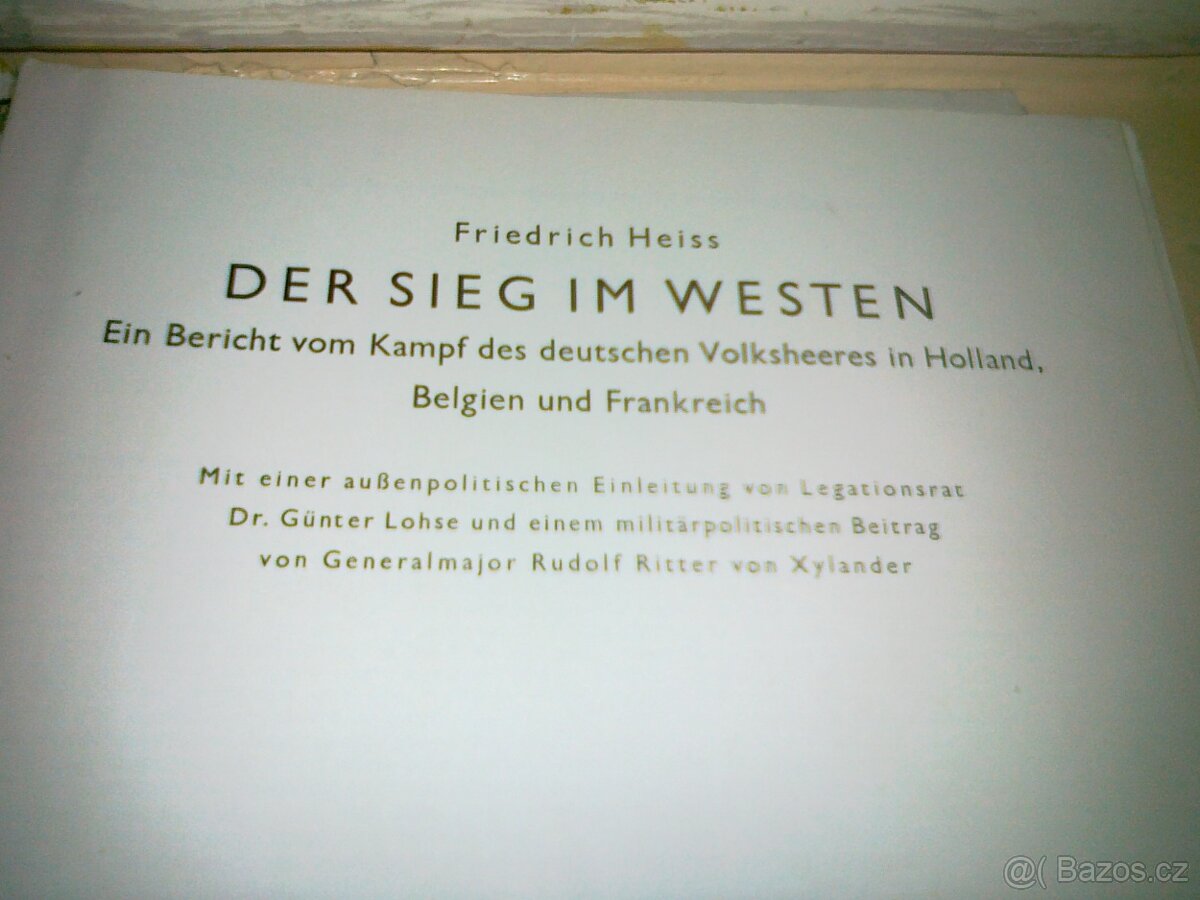 Friedrich Heiss
DER SIEG IM WESTEN
Ein Bericht vom Kampf des deutschen Volksheeres in Holland,
Belgien und Frankreich
Mit einer außenpolitischen Einleitung von Legationsrat
Dr. Günter Lohse und einem militärpolitischen Beitrag
von Generalmajor Rudolf Ritter von Xylander
@( Bazos.cz